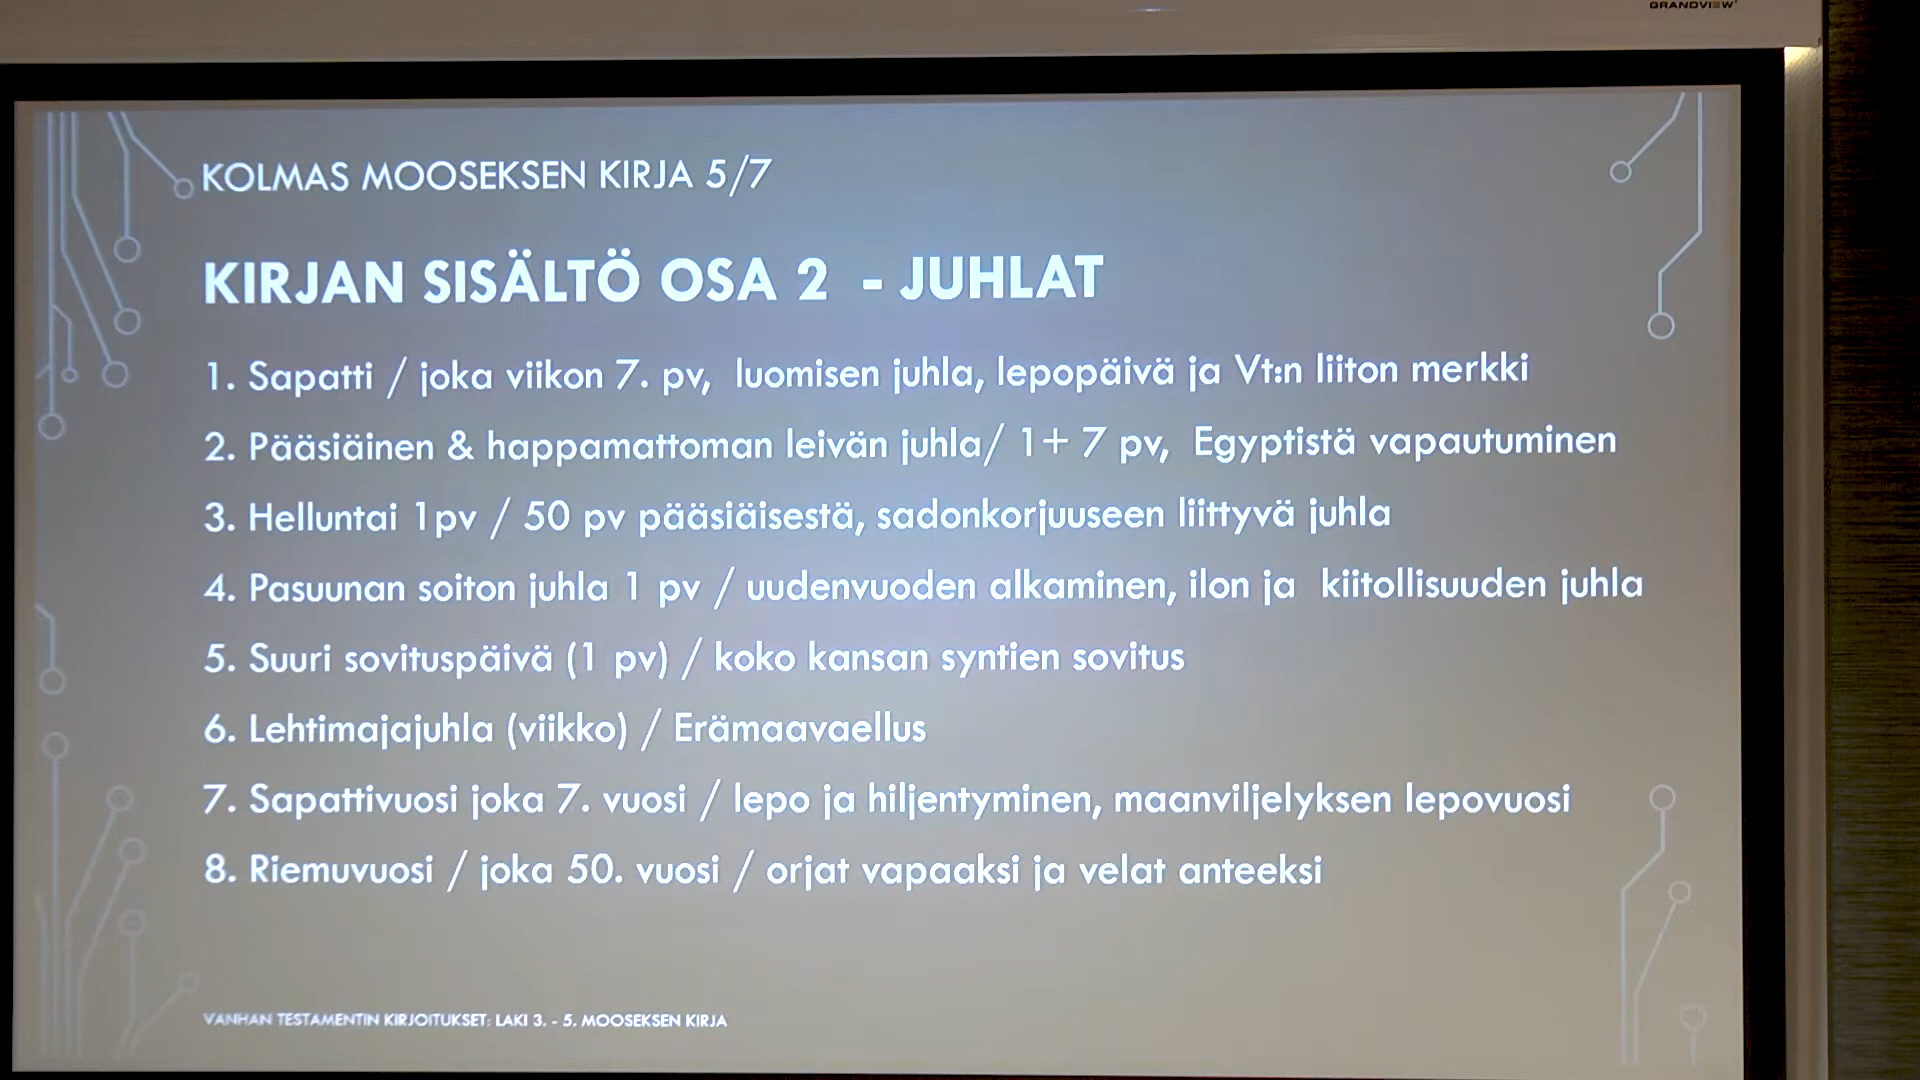 GRANDVIEW
KOLMAS MOOSEKSEN KIRJA 5/7
KIRJAN SISÄLTÖ OSA 2 - JUHLAT
1. Sapatti / joka viikon 7. pv, luomisen juhla, lepopäivä ja Vt:n liiton merkki
2. Pääsiäinen & happamattoman leivän juhla/ 1+ 7 pv, Egyptistä vapautuminen
3. Helluntai 1pv / 50 pv pääsiäisestä, sadonkorjuuseen liittyvä juhla
4. Pasuunan soiton juhla 1 pv / uudenvuoden alkaminen, ilon ja kiitollisuuden juhla
5. Suuri sovituspäivä (1 pv) / koko kansan syntien sovitus
6. Lehtimajajuhla (viikko) / Erämaavaellus
7. Sapattivuosi joka 7. vuosi / lepo ja hiljentyminen, maanviljelyksen lepovuosi
8. Riemuvuosi / joka 50. vuosi / orjat vapaaksi ja velat anteeksi
VANHAN TESTAMENTIN KIRJOITUKSET: LAKI 3. - 5. MOOSEKSEN KIRJA